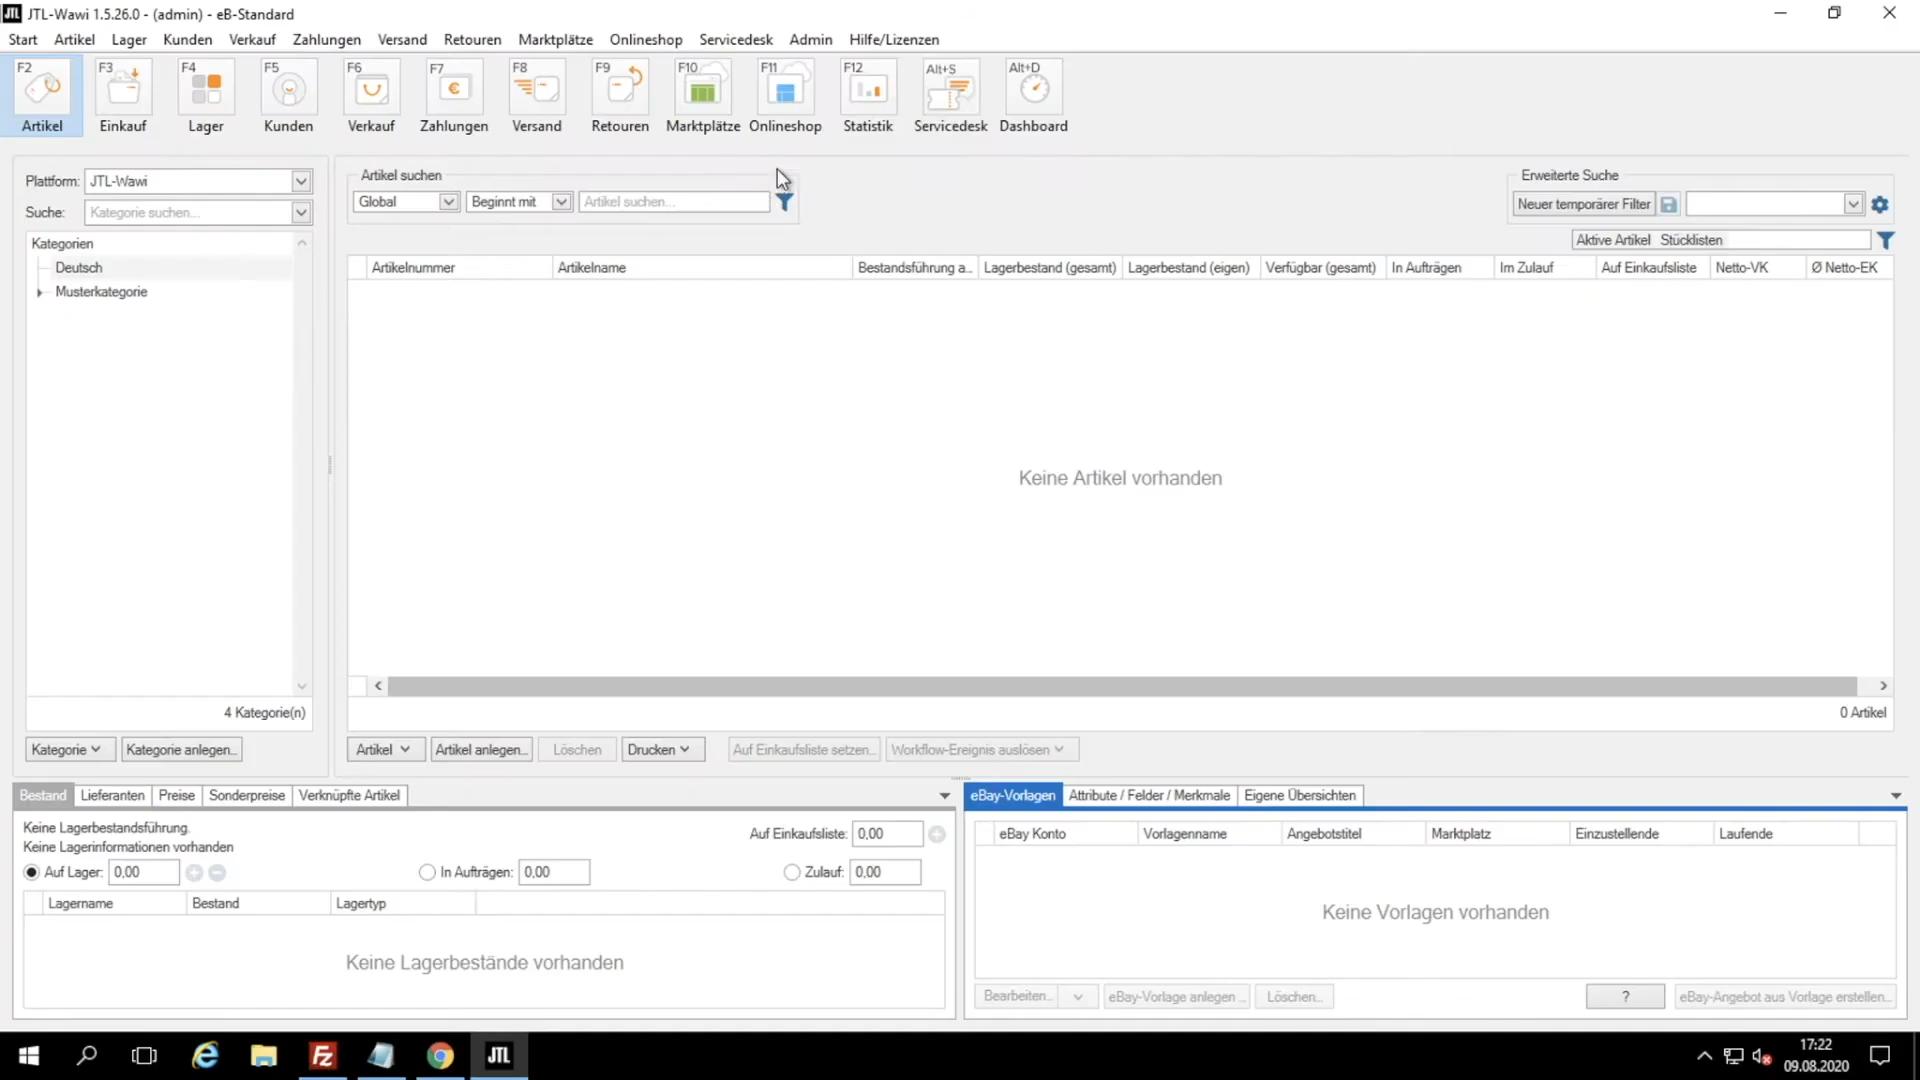 JTL JTL-Wawi 1.5.26.0 - (admin) - eB-Standard
Start Artikel Lager Kunden Verkauf Zahlungen Versand Retouren Marktplätze Onlineshop Servicedesk Admin Hilfe/Lizenzen
F2 F3 F4 F5 F6 F7 F8 F9 F10 F11 F12 Alt+S Alt+D
Artikel Einkauf Lager Kunden Verkauf Zahlungen Versand Retouren Marktplätze Onlineshop Statistik Servicedesk Dashboard
Plattform: JTL-Wawi
Suche: Kategorie suchen...
Kategorien
Deutsch
Musterkategorie
4 Kategorie(n)
Kategorie Kategorie anlegen...
Artikel suchen
Global Beginnt mit Artikel suchen...
Erweiterte Suche
Neuer temporärer Filter
Aktive Artikel Stücklisten
Artikelnummer Artikelname Bestandsführung a... Lagerbestand (gesamt) Lagerbestand (eigen) Verfügbar (gesamt) In Aufträgen Im Zulauf Auf Einkaufsliste Netto-VK Ø Netto-EK
Keine Artikel vorhanden
0 Artikel
Artikel Artikel anlegen... Löschen Drucken Auf Einkaufsliste setzen... Workflow-Ereignis auslösen
Bestand Lieferanten Preise Sonderpreise Verknüpfte Artikel
Keine Lagerbestandsführung.
Keine Lagerinformationen vorhanden
Auf Einkaufsliste: 0,00
Auf Lager: 0,00 In Aufträgen: 0,00 Zulauf: 0,00
Lagername Bestand Lagertyp
Keine Lagerbestände vorhanden
eBay-Vorlagen Attribute / Felder / Merkmale Eigene Übersichten
eBay Konto Vorlagenname Angebotstitel Marktplatz Einzustellende Laufende
Keine Vorlagen vorhanden
Bearbeiten... eBay-Vorlage anlegen ... Löschen... ? eBay-Angebot aus Vorlage erstellen...
Fz JTL
17:22
09.08.2020